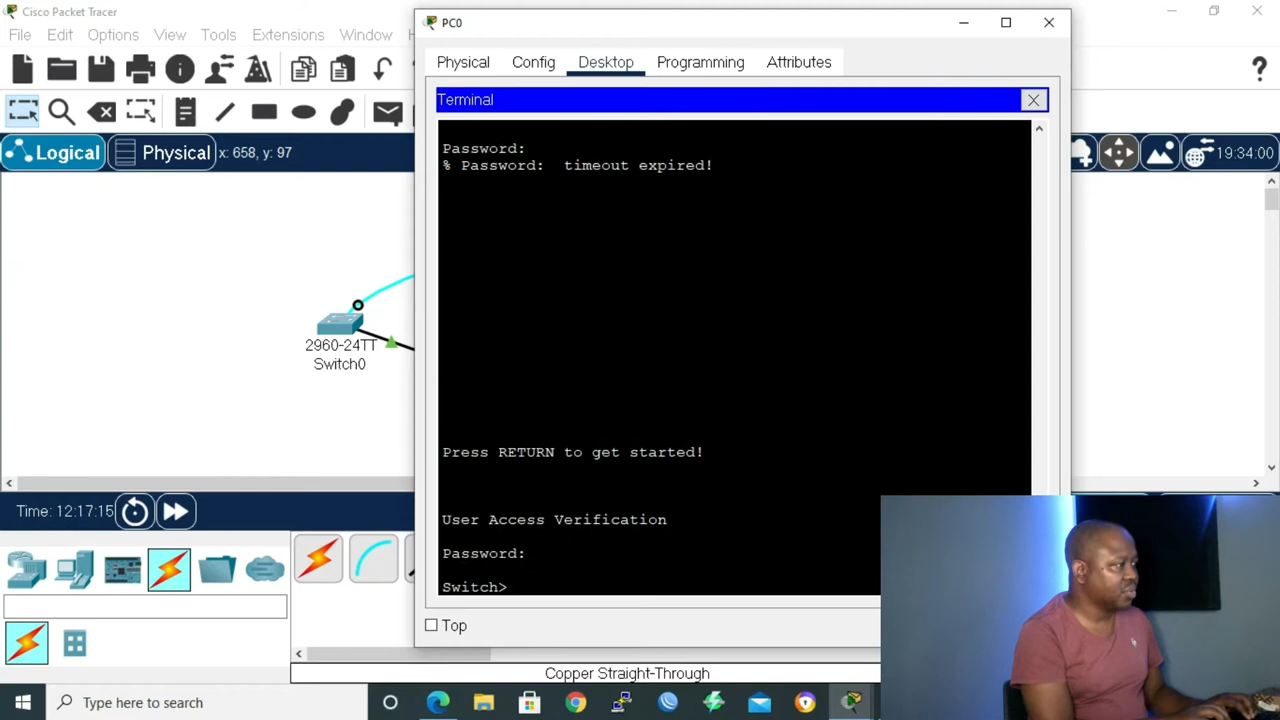 Cisco Packet Tracer
File Edit Options View Tools Extensions Window
PC0
Physical Config Desktop Programming Attributes
Terminal
Logical
Physical
x: 658, y: 97
19:34:00
Password:
% Password:  timeout expired!
2960-24TT
Switch0
Press RETURN to get started!
User Access Verification
Password:
Switch>
Time: 12:17:15
Top
Copper Straight-Through
Type here to search